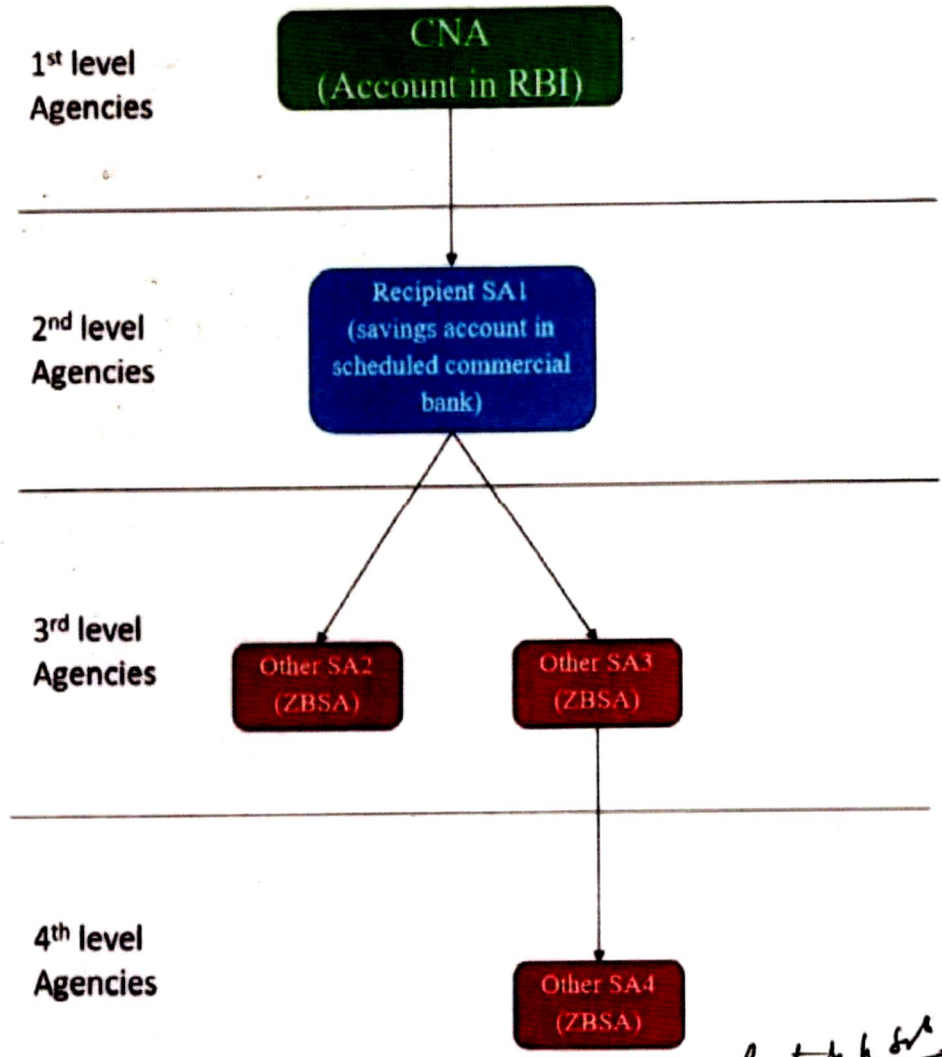 CNA
(Account in RBI)
1st level
Agencies
Recipient SA1
(savings account in
scheduled commercial
bank)
2nd level
Agencies
3rd level
Agencies
Other SA2
(ZBSA)
Other SA3
(ZBSA)
4th level
Agencies
Other SA4
(ZBSA)